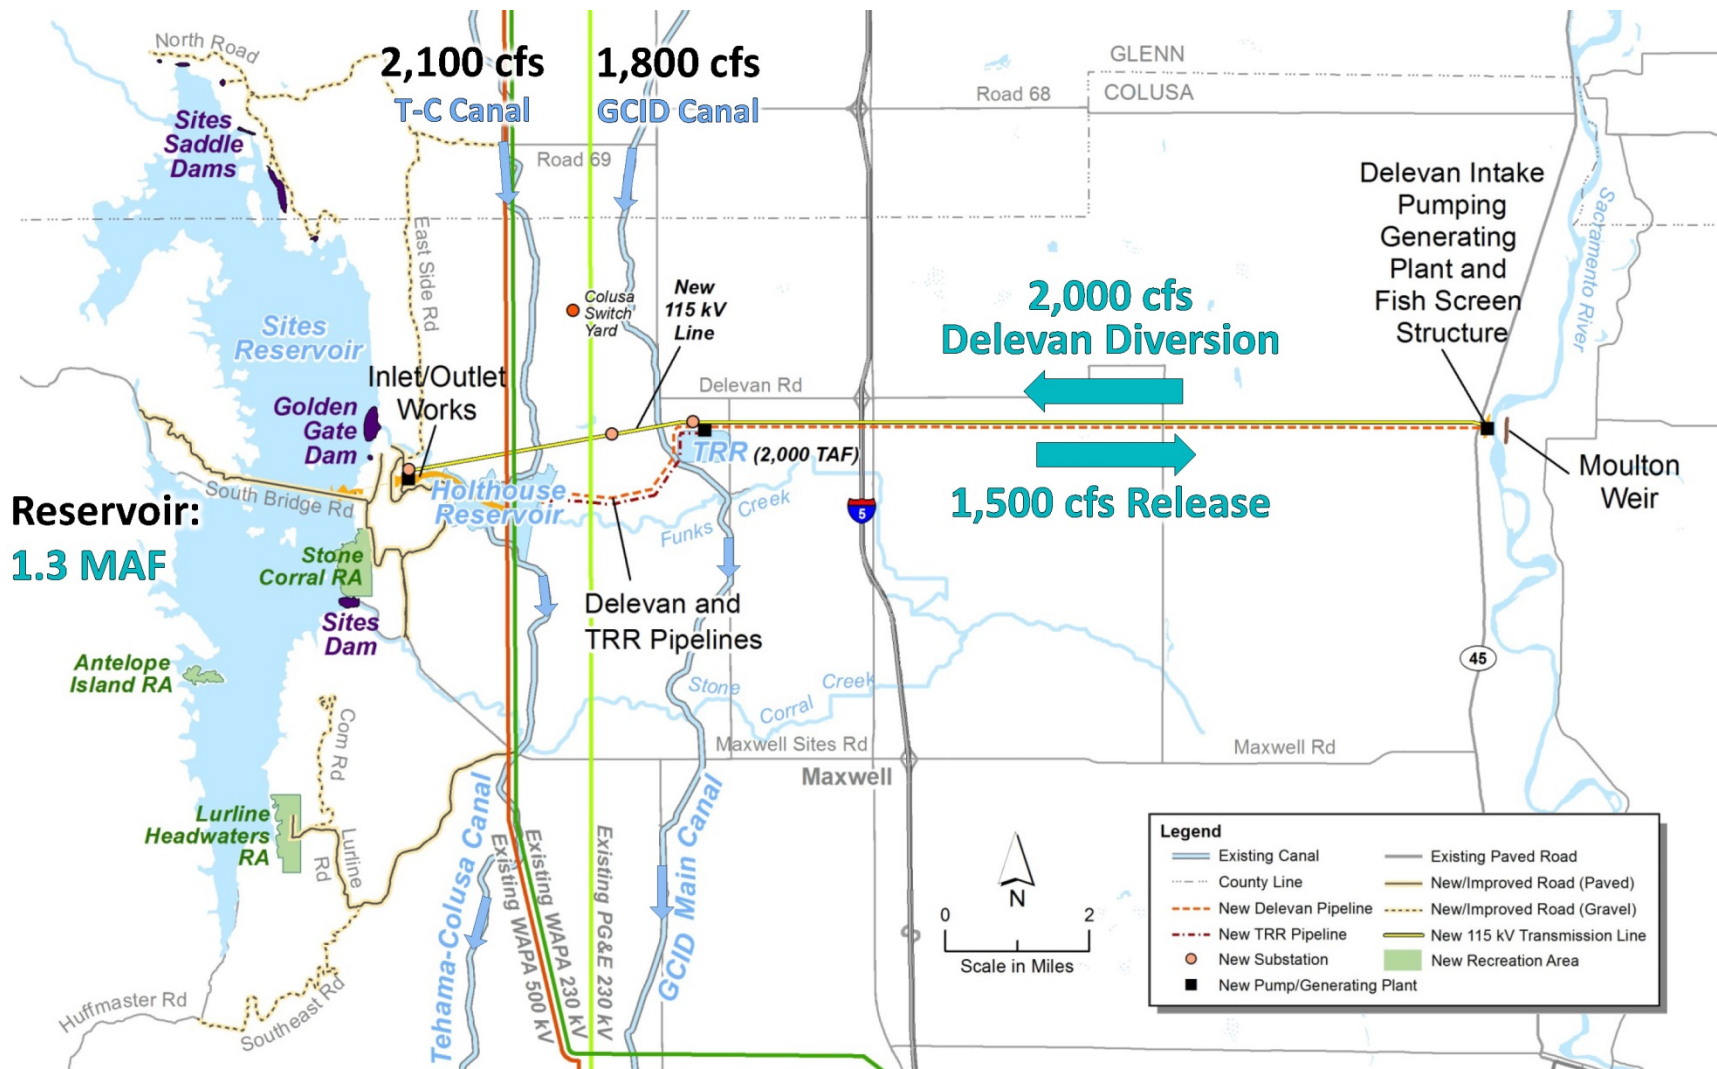 North Road
2,100 cfs
T-C Canal
1,800 cfs
GCID Canal
GLENN
COLUSA
Road 68
Road 69
Sites
Saddle
Dams
East Side Rd
Delevan Intake
Pumping
Generating
Plant and
Fish Screen
Structure
Sacramento River
Colusa
Switch
Yard
New
115 kV
Line
2,000 cfs
Delevan Diversion
Sites
Reservoir
Inlet/Outlet
Works
Delevan Rd
Golden
Gate
Dam
TRR (2,000 TAF)
1,500 cfs Release
Moulton
Weir
South Bridge Rd
Holthouse
Reservoir
Funks Creek
5
Reservoir:
1.3 MAF
Stone
Corral RA
Sites
Dam
Delevan and
TRR Pipelines
Antelope
Island RA
Stone Corral Creek
45
Com Rd
Maxwell Sites Rd
Maxwell Rd
Maxwell
Lurline
Headwaters
RA
Lurline Rd
Tehama-Colusa Canal
Existing WAPA 500 kV
Existing WAPA 230 kV
Existing PG&E 230 kV
GCID Main Canal
Huffmaster Rd
Southeast Rd
N
0 2
Scale in Miles
Legend
Existing Canal
County Line
New Delevan Pipeline
New TRR Pipeline
New Substation
New Pump/Generating Plant
Existing Paved Road
New/Improved Road (Paved)
New/Improved Road (Gravel)
New 115 kV Transmission Line
New Recreation Area